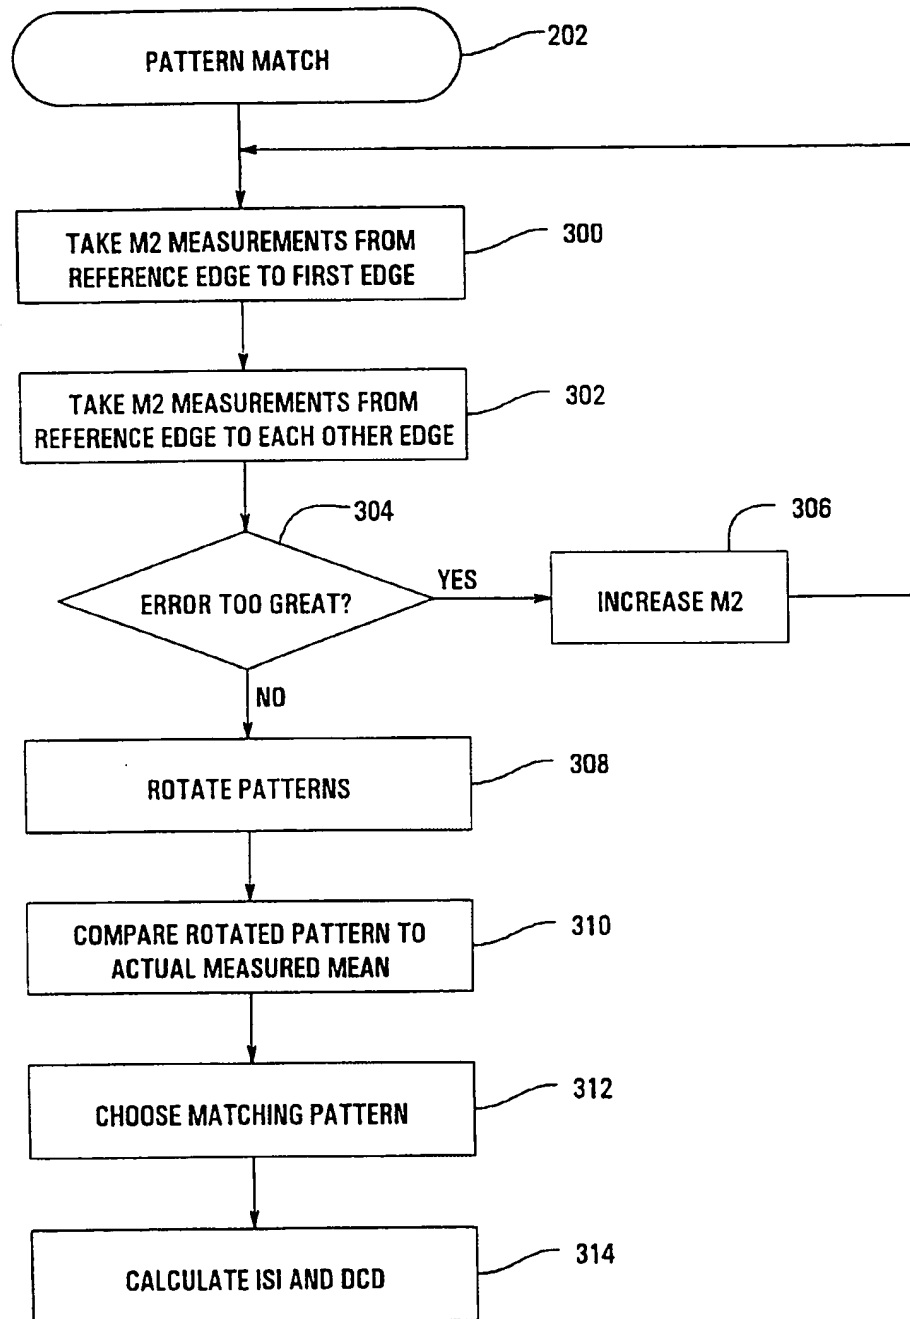 PATTERN MATCH
202
TAKE M2 MEASUREMENTS FROM
REFERENCE EDGE TO FIRST EDGE
300
TAKE M2 MEASUREMENTS FROM
REFERENCE EDGE TO EACH OTHER EDGE
302
304
ERROR TOO GREAT?
YES
306
INCREASE M2
NO
ROTATE PATTERNS
308
COMPARE ROTATED PATTERN TO
ACTUAL MEASURED MEAN
310
CHOOSE MATCHING PATTERN
312
CALCULATE ISI AND DCD
314